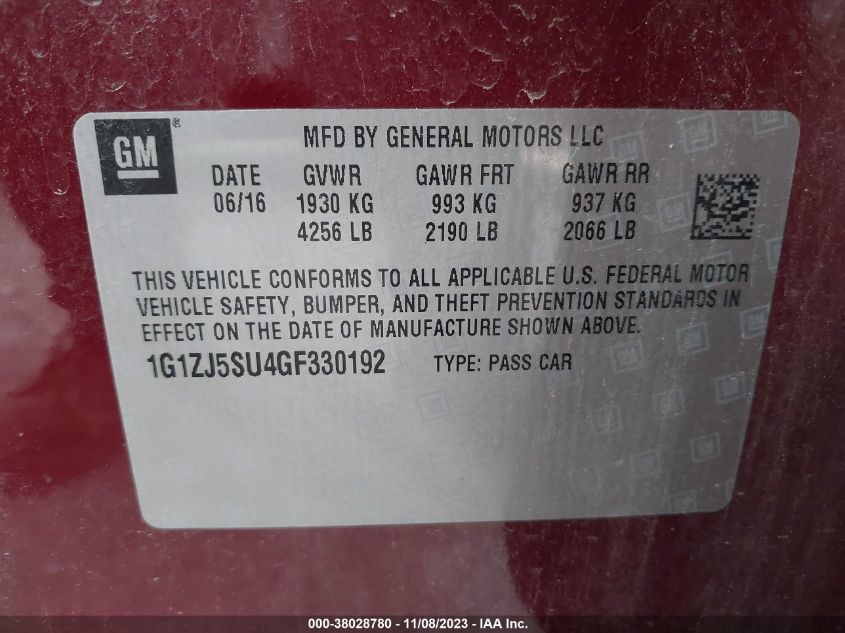 GM®
MFD BY GENERAL MOTORS LLC
DATE GVWR GAWR FRT GAWR RR
06/16 1930 KG 993 KG 937 KG
4256 LB 2190 LB 2066 LB
THIS VEHICLE CONFORMS TO ALL APPLICABLE U.S. FEDERAL MOTOR
VEHICLE SAFETY, BUMPER, AND THEFT PREVENTION STANDARDS IN
EFFECT ON THE DATE OF MANUFACTURE SHOWN ABOVE.
1G1ZJ5SU4GF330192 TYPE: PASS CAR
000-38028780 - 11/08/2023 - IAA Inc.